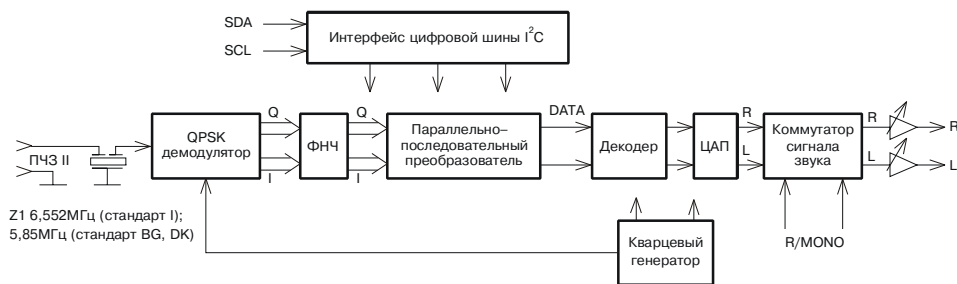 SDA
SCL
Интерфейс цифровой шины I²C
ПЧЗ II
QPSK
демодулятор
Q
I
ФНЧ
Q
I
Параллельно–
последовательный
преобразователь
DATA
Декодер
ЦАП
R
L
Коммутатор
сигнала
звука
R
L
R
L
Z1 6,552МГц (стандарт I);
5,85МГц (стандарт BG, DK)
Кварцевый
генератор
R/MONO